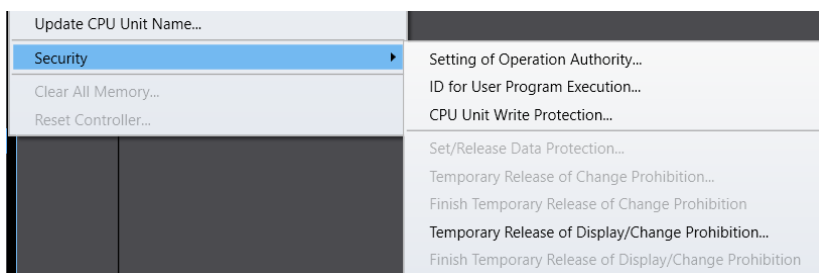 Update CPU Unit Name...
Security
Clear All Memory...
Reset Controller...
Setting of Operation Authority...
ID for User Program Execution...
CPU Unit Write Protection...
Set/Release Data Protection...
Temporary Release of Change Prohibition...
Finish Temporary Release of Change Prohibition
Temporary Release of Display/Change Prohibition...
Finish Temporary Release of Display/Change Prohibition